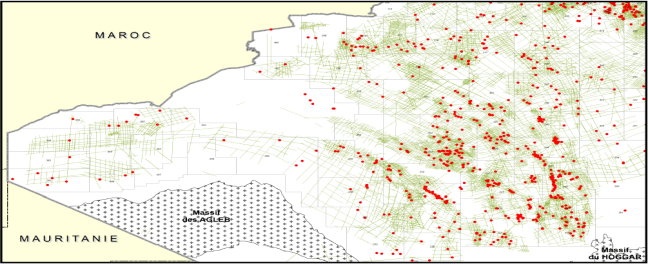 MAROC
Massif
des AGLEB
MAURITANIE
Massif
du HOGGAR